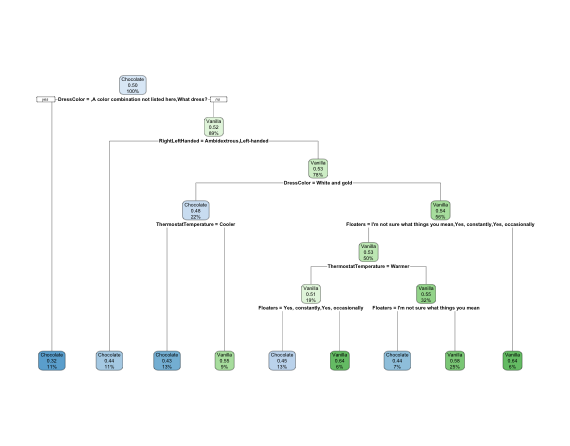 Chocolate
0.50
100%
yes DressColor = ,A color combination not listed here,What dress? no
Vanilla
0.52
89%
RightLeftHanded = Ambidextrous,Left-handed
Vanilla
0.53
78%
DressColor = White and gold
Chocolate
0.48
22%
Vanilla
0.54
56%
ThermostatTemperature = Cooler
Floaters = I'm not sure what things you mean,Yes, constantly,Yes, occasionally
Vanilla
0.53
50%
ThermostatTemperature = Warmer
Vanilla
0.51
19%
Vanilla
0.55
32%
Floaters = Yes, constantly,Yes, occasionally
Floaters = I'm not sure what things you mean
Chocolate
0.32
11%
Chocolate
0.44
11%
Chocolate
0.43
13%
Vanilla
0.55
9%
Chocolate
0.45
13%
Vanilla
0.64
6%
Chocolate
0.44
7%
Vanilla
0.58
25%
Vanilla
0.64
6%